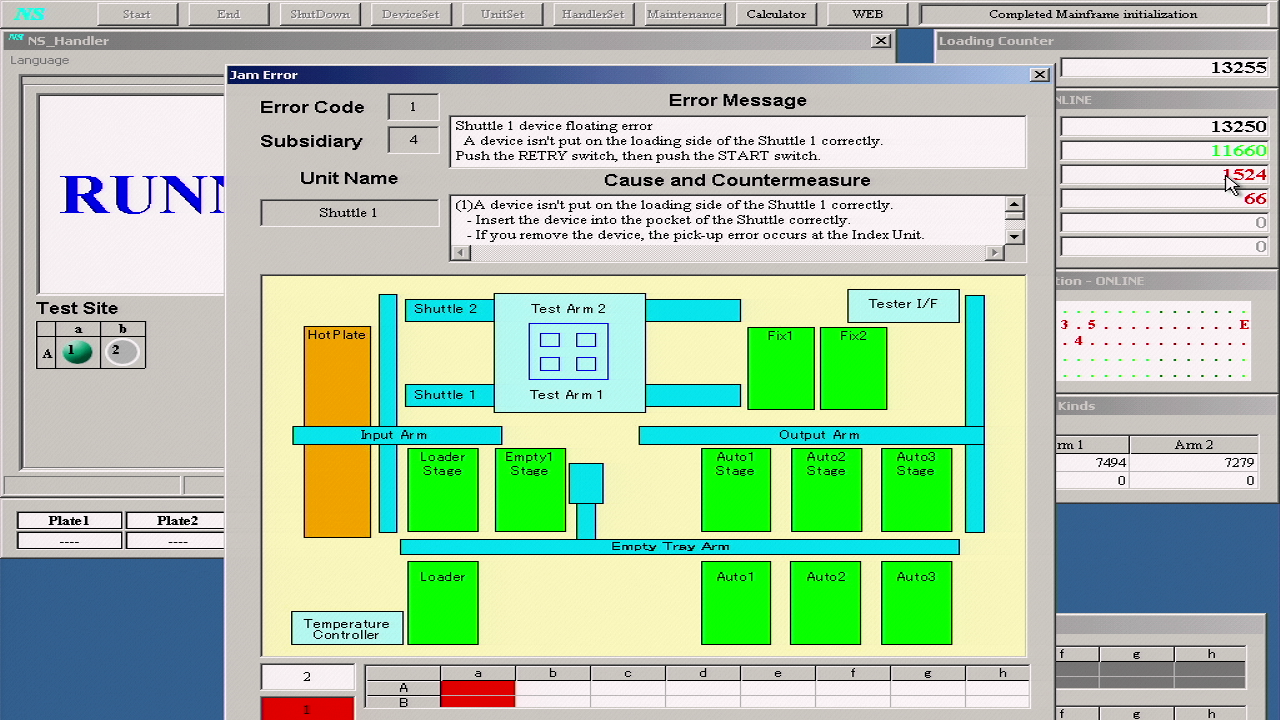 NS Start End ShutDown DeviceSet UnitSet HandlerSet Maintenance Calculator WEB Completed Mainframe initialization
NS NS_Handler
Language
RUNN
Test Site
a b
A 1 2
Plate1 Plate2
---- ----
Jam Error
Error Code 1
Subsidiary 4
Unit Name
Shuttle 1
Error Message
Shuttle 1 device floating error
A device isn't put on the loading side of the Shuttle 1 correctly.
Push the RETRY switch, then push the START switch.
Cause and Countermeasure
(1)A device isn't put on the loading side of the Shuttle 1 correctly.
- Insert the device into the pocket of the Shuttle correctly.
- If you remove the device, the pick-up error occurs at the Index Unit.
HotPlate
Shuttle 2
Test Arm 2
Tester I/F
Fix1 Fix2
Shuttle 1
Test Arm 1
Input Arm
Output Arm
Loader Stage
Empty1 Stage
Auto1 Stage
Auto2 Stage
Auto3 Stage
Empty Tray Arm
Loader
Auto1 Auto2 Auto3
Temperature
Controller
2
1
a b c d e f g h
A
B
Loading Counter
13255
NLINE
13250
11660
1524
66
0
0
tion - ONLINE
3 . 5 . . . . . . . . . E
. 4 . . . . . . . . . .
Kinds
rm 1 Arm 2
7494 7279
0 0
f g h
f g h